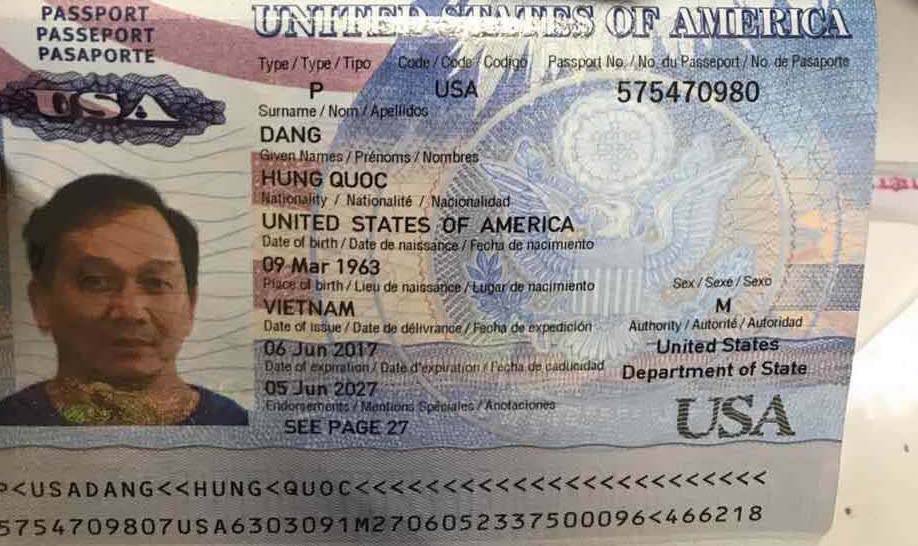 PASSPORT
PASSEPORT
PASAPORTE
USA
UNITED STATES OF AMERICA
Type / Type / Tipo Code / Code / Codigo Passport No. / No. du Passeport / No. de Pasaporte
P USA 575470980
Surname / Nom / Apellidos
DANG
Given Names / Prénoms / Nombres
HUNG QUOC
Nationality / Nationalité / Nacionalidad
UNITED STATES OF AMERICA
Date of birth / Date de naissance / Fecha de nacimiento
09 Mar 1963
Place of birth / Lieu de naissance / Lugar de nacimiento
VIETNAM
Sex / Sexe / Sexo
M
Date of issue / Date de délivrance / Fecha de expedición
06 Jun 2017
Authority / Autorité / Autoridad
United States
Department of State
Date of expiration / Date d'expiration / Fecha de caducidad
05 Jun 2027
Endorsements / Mentions Spéciales / Anotaciones
SEE PAGE 27
USA
P<USADANG<<HUNG<QUOC<<<<<<<<<<<<<<<<<<<<<<<<
5754709807USA6303091M2706052337500096<466218